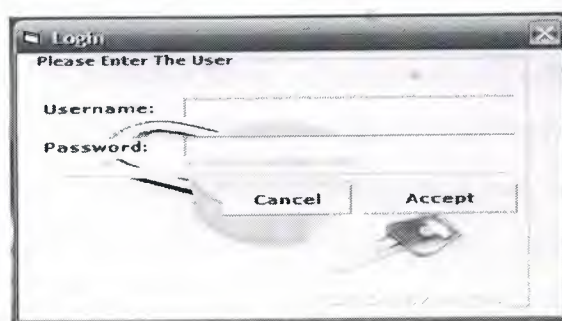 Login
Please Enter The User
Username:
Password:
Cancel Accept